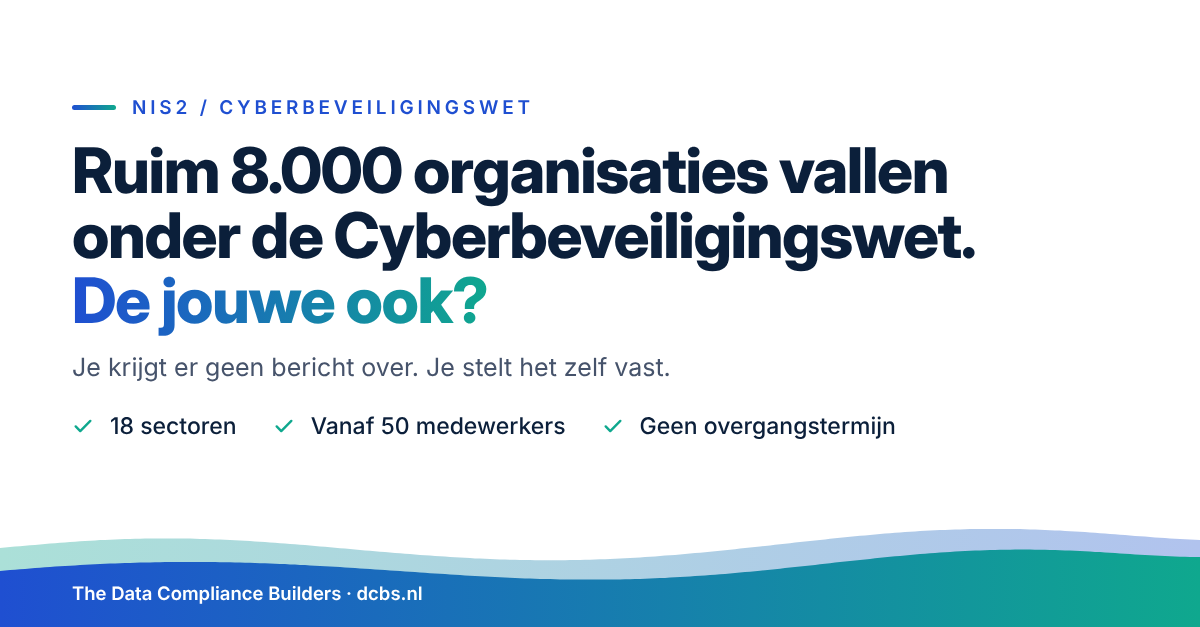 NIS2 / CYBERBEVEILIGINGSWET
Ruim 8.000 organisaties vallen
onder de Cyberbeveiligingswet.
De jouwe ook?
Je krijgt er geen bericht over. Je stelt het zelf vast.
18 sectoren
Vanaf 50 medewerkers
Geen overgangstermijn
The Data Compliance Builders · dcbs.nl